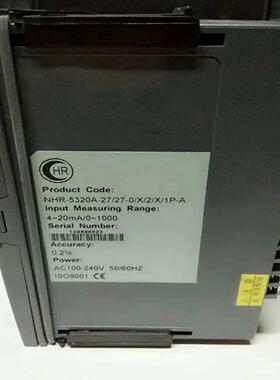 HR
Product Code:
NHR-5320A-27/27-0/X/2/X/1P-A
Input Measuring Range:
4~20mA/0~1000
Serial Number:
Accuracy:
0.2%
Power:
AC100-240V 50/60HZ
ISO9001 CE